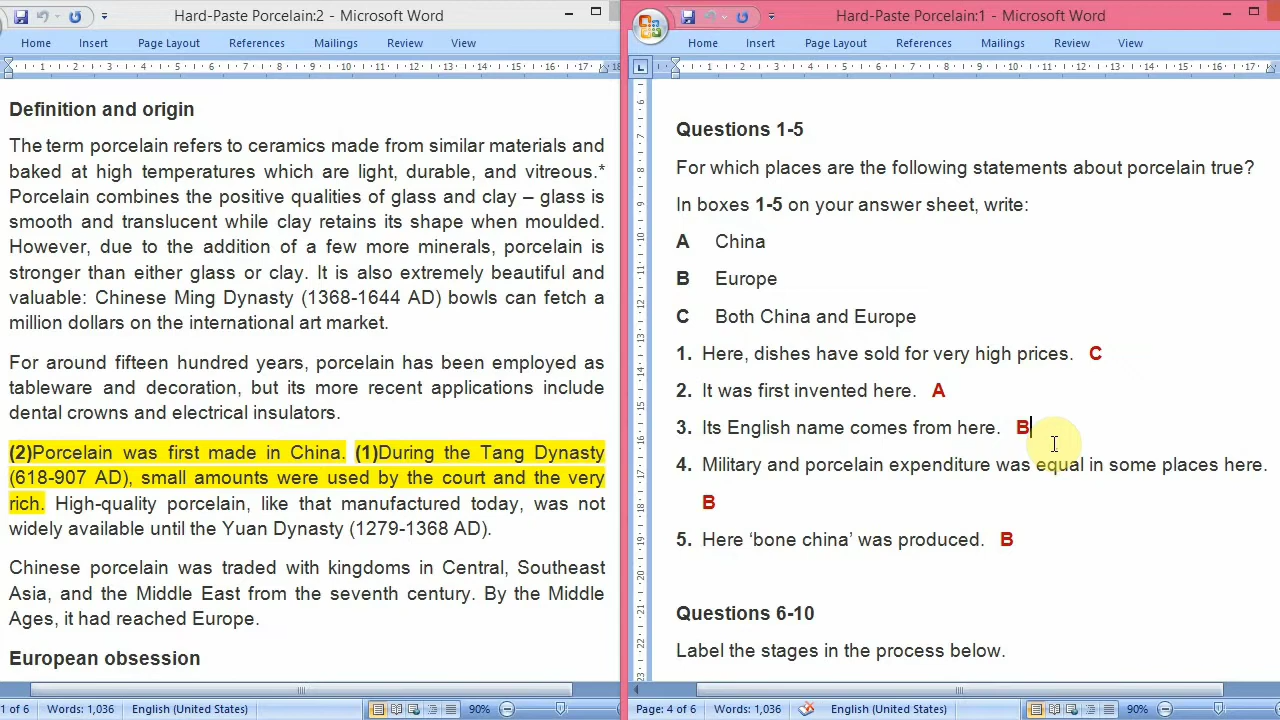 Hard-Paste Porcelain:2 - Microsoft Word
Home Insert Page Layout References Mailings Review View
Definition and origin
The term porcelain refers to ceramics made from similar materials and
baked at high temperatures which are light, durable, and vitreous.*
Porcelain combines the positive qualities of glass and clay – glass is
smooth and translucent while clay retains its shape when moulded.
However, due to the addition of a few more minerals, porcelain is
stronger than either glass or clay. It is also extremely beautiful and
valuable: Chinese Ming Dynasty (1368-1644 AD) bowls can fetch a
million dollars on the international art market.
For around fifteen hundred years, porcelain has been employed as
tableware and decoration, but its more recent applications include
dental crowns and electrical insulators.
(2)Porcelain was first made in China. (1)During the Tang Dynasty
(618-907 AD), small amounts were used by the court and the very
rich. High-quality porcelain, like that manufactured today, was not
widely available until the Yuan Dynasty (1279-1368 AD).
Chinese porcelain was traded with kingdoms in Central, Southeast
Asia, and the Middle East from the seventh century. By the Middle
Ages, it had reached Europe.
European obsession
1 of 6 Words: 1,036 English (United States) 90%
Hard-Paste Porcelain:1 - Microsoft Word
Home Insert Page Layout References Mailings Review View
Questions 1-5
For which places are the following statements about porcelain true?
In boxes 1-5 on your answer sheet, write:
A China
B Europe
C Both China and Europe
1. Here, dishes have sold for very high prices. C
2. It was first invented here. A
3. Its English name comes from here. B
4. Military and porcelain expenditure was equal in some places here.
B
5. Here ‘bone china’ was produced. B
Questions 6-10
Label the stages in the process below.
Page: 4 of 6 Words: 1,036 English (United States) 90%